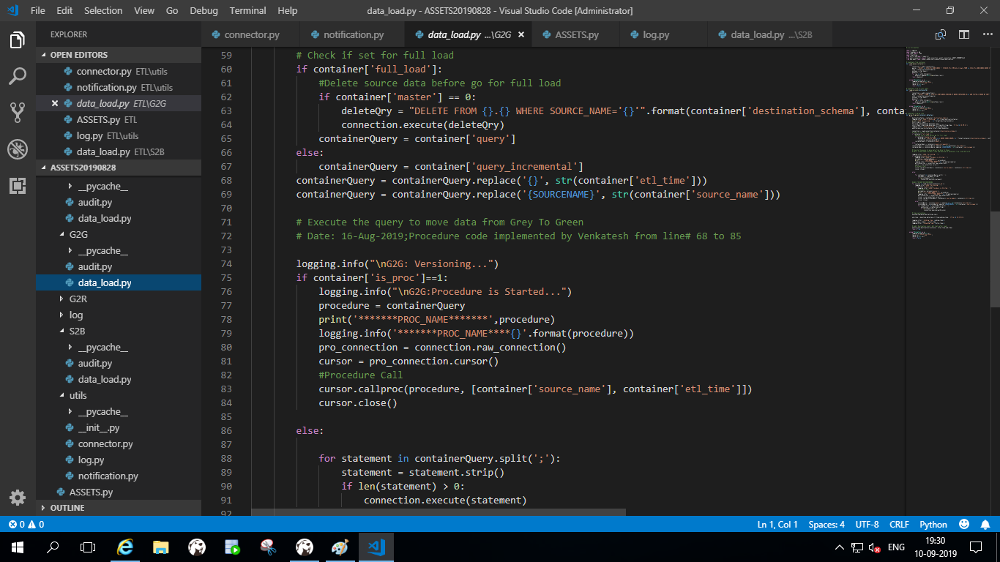 File Edit Selection View Go Debug Terminal Help data_load.py - ASSETS20190828 - Visual Studio Code [Administrator]
EXPLORER
OPEN EDITORS
connector.py ETL\utils
notification.py ETL\utils
data_load.py ETL\G2G
ASSETS.py ETL
log.py ETL\utils
data_load.py ETL\S2B
ASSETS20190828
__pycache__
audit.py
data_load.py
G2G
__pycache__
audit.py
data_load.py
G2R
log
S2B
__pycache__
audit.py
data_load.py
utils
__pycache__
__init__.py
connector.py
log.py
notification.py
ASSETS.py
OUTLINE
connector.py notification.py data_load.py ...\G2G ASSETS.py log.py data_load.py ...\S2B
59 # Check if set for full load
60 if container['full_load']:
61 #Delete source data before go for full load
62 if container['master'] == 0:
63 deleteQry = "DELETE FROM {}.{} WHERE SOURCE_NAME='{}'".format(container['destination_schema'], conta
64 connection.execute(deleteQry)
65 containerQuery = container['query']
66 else:
67 containerQuery = container['query_incremental']
68 containerQuery = containerQuery.replace('{}', str(container['etl_time']))
69 containerQuery = containerQuery.replace('{SOURCENAME}', str(container['source_name']))
70
71 # Execute the query to move data from Grey To Green
72 # Date: 16-Aug-2019;Procedure code implemented by Venkatesh from line# 68 to 85
73
74 logging.info("\nG2G: Versioning...")
75 if container['is_proc']==1:
76 logging.info("\nG2G:Procedure is Started...")
77 procedure = containerQuery
78 print('*******PROC_NAME*******',procedure)
79 logging.info('*******PROC_NAME****{}'.format(procedure))
80 pro_connection = connection.raw_connection()
81 cursor = pro_connection.cursor()
82 #Procedure Call
83 cursor.callproc(procedure, [container['source_name'], container['etl_time']])
84 cursor.close()
85
86 else:
87
88 for statement in containerQuery.split(';'):
89 statement = statement.strip()
90 if len(statement) > 0:
91 connection.execute(statement)
92
0 0 Ln 1, Col 1 Spaces: 4 UTF-8 CRLF Python
ENG 19:30
10-09-2019